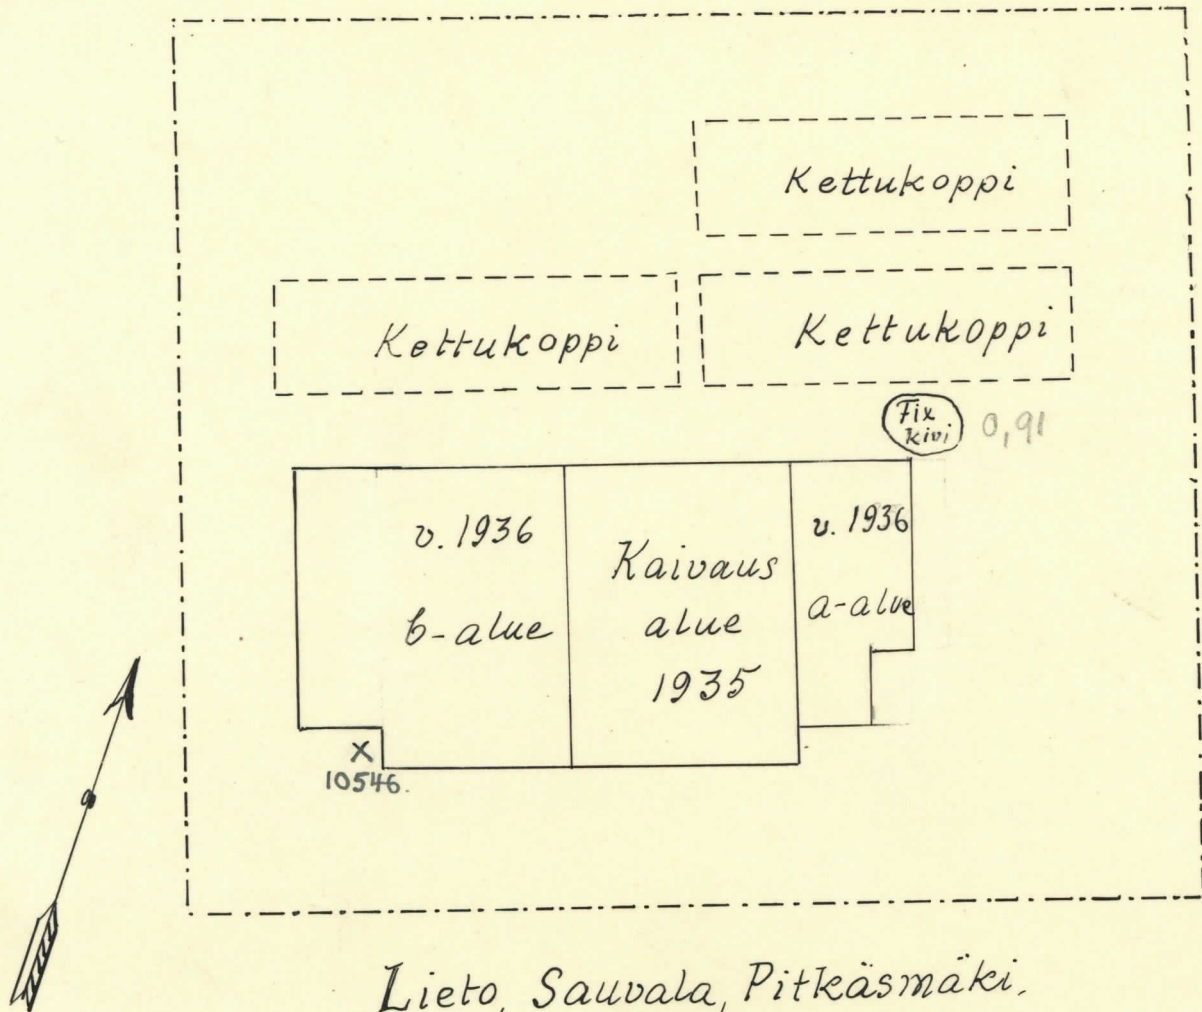 Kettukoppi
Kettukoppi
Kettukoppi
Fix
kivi
0,91
v. 1936
b-alue
Kaivaus
alue
1935
v. 1936
a-alue
X
10546.
Lieto, Sauvala, Pitkäsmäki.